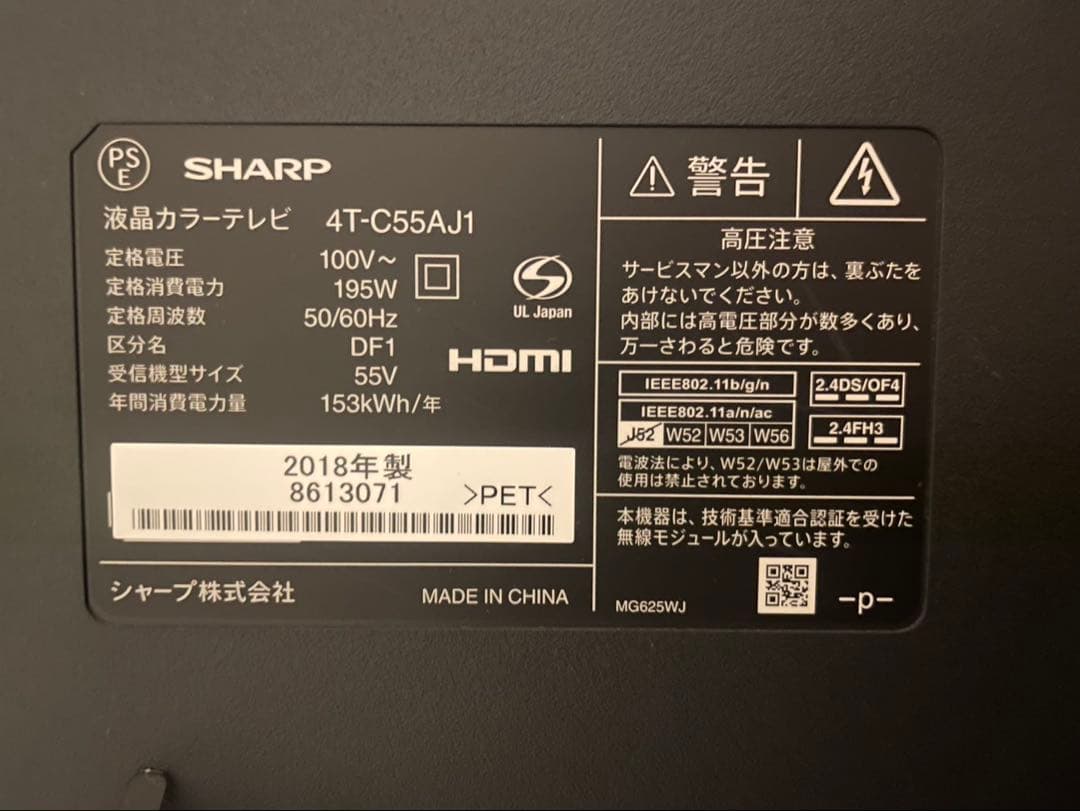 PS
E
SHARP
液晶カラーテレビ 4T-C55AJ1
定格電圧 100V～
定格消費電力 195W
定格周波数 50/60Hz
区分名 DF1
受信機型サイズ 55V
年間消費電力量 153kWh/年
UL Japan
HDMI
2018年製
8613071 >PET<
シャープ株式会社 MADE IN CHINA
警告
高圧注意
サービスマン以外の方は、裏ぶたを
あけないでください。
内部には高電圧部分が数多くあり、
万一さわると危険です。
IEEE802.11b/g/n
IEEE802.11a/n/ac
J52 W52 W53 W56
2.4DS/OF4
2.4FH3
電波法により、W52/W53は屋外での
使用は禁止されております。
本機器は、技術基準適合認証を受けた
無線モジュールが入っています。
MG625WJ
-p-